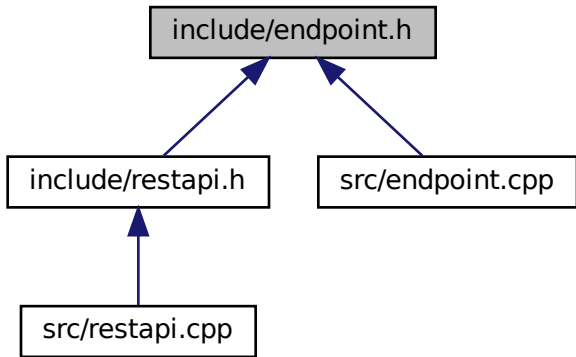 include/endpoint.h
include/restapi.h
src/endpoint.cpp
src/restapi.cpp